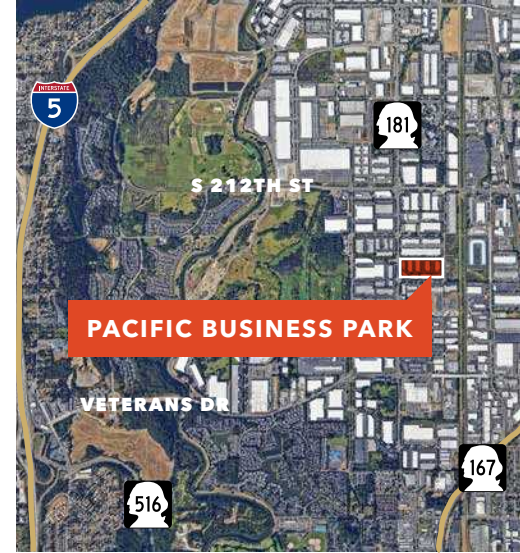 INTERSTATE
5
181
S 212TH ST
PACIFIC BUSINESS PARK
VETERANS DR
167
516